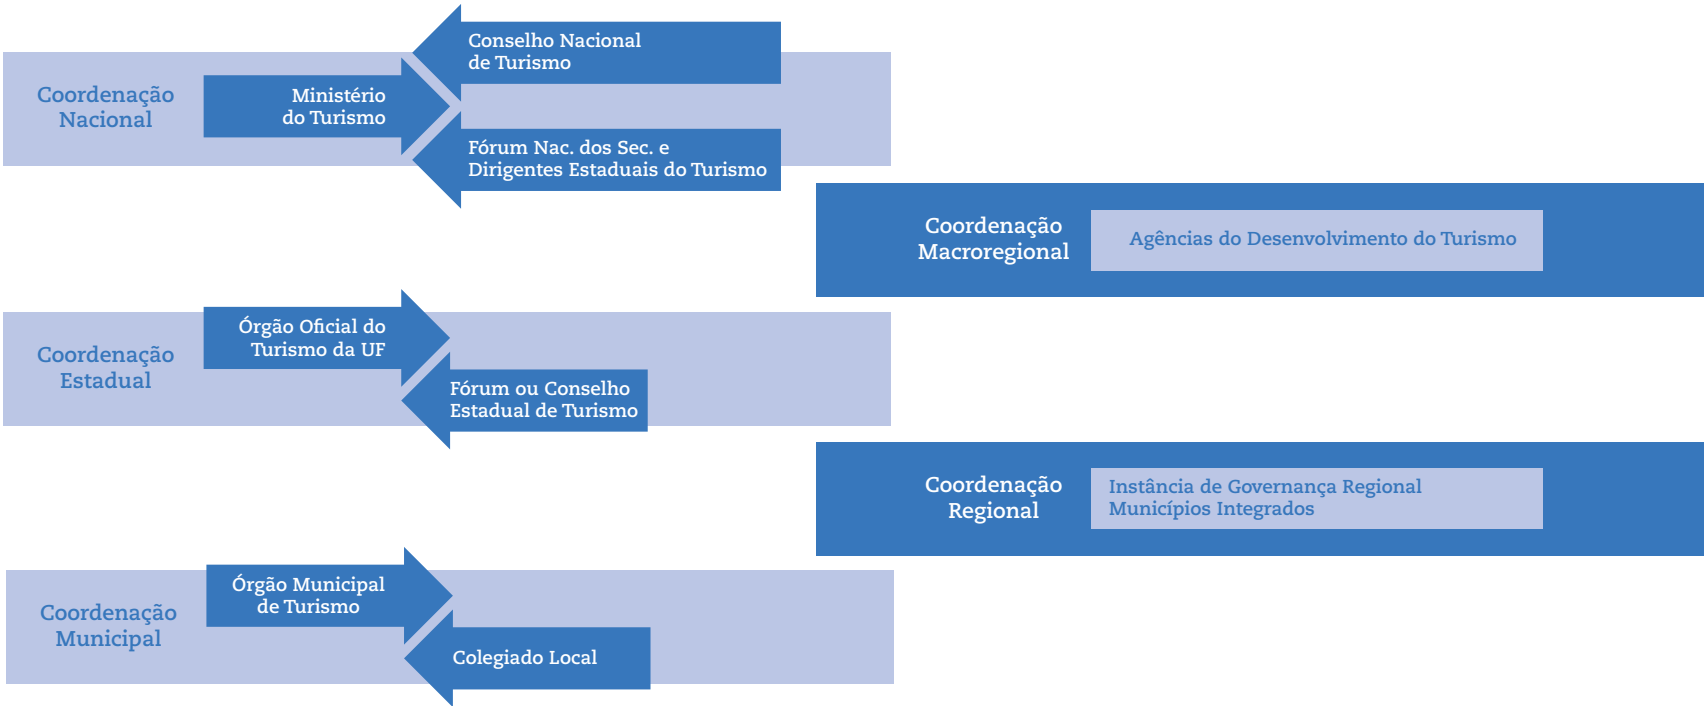 Coordenação
Nacional
Ministério
do Turismo
Conselho Nacional
de Turismo
Fórum Nac. dos Sec. e
Dirigentes Estaduais do Turismo
Coordenação
Macroregional
Agências do Desenvolvimento do Turismo
Coordenação
Estadual
Órgão Oficial do
Turismo da UF
Fórum ou Conselho
Estadual de Turismo
Coordenação
Regional
Instância de Governança Regional
Municípios Integrados
Coordenação
Municipal
Órgão Municipal
de Turismo
Colegiado Local